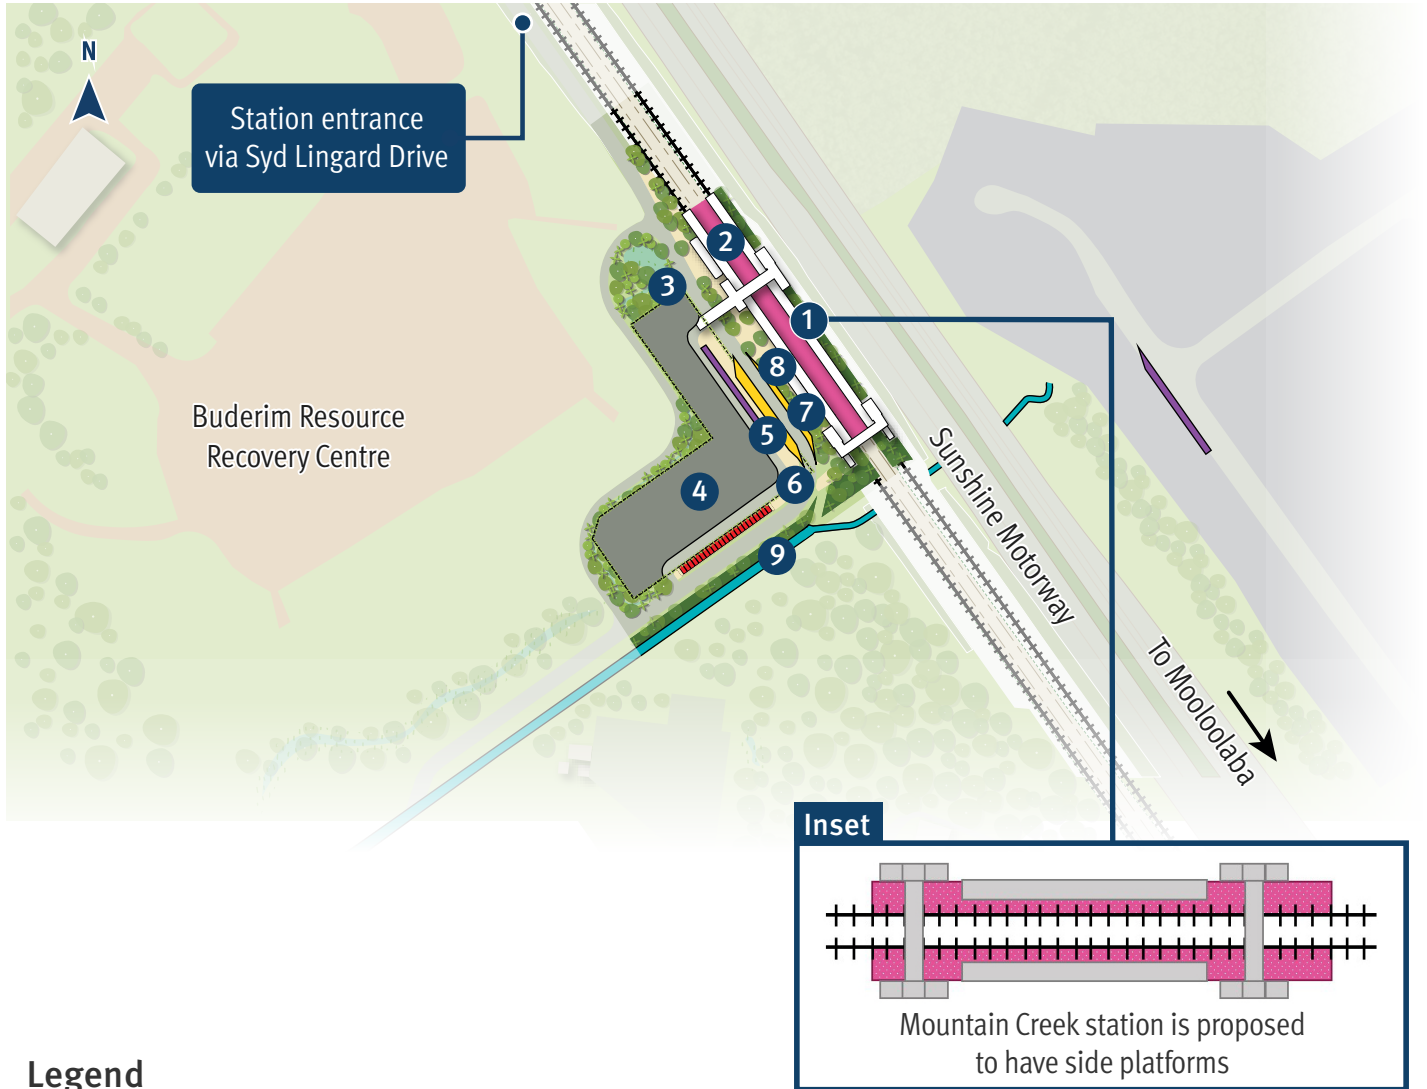 N
Station entrance
via Syd Lingard Drive
2
3
1
8
7
5
6
4
9
Buderim Resource
Recovery Centre
Sunshine Motorway
To Mooloolaba
Inset
Mountain Creek station is proposed
to have side platforms
Legend